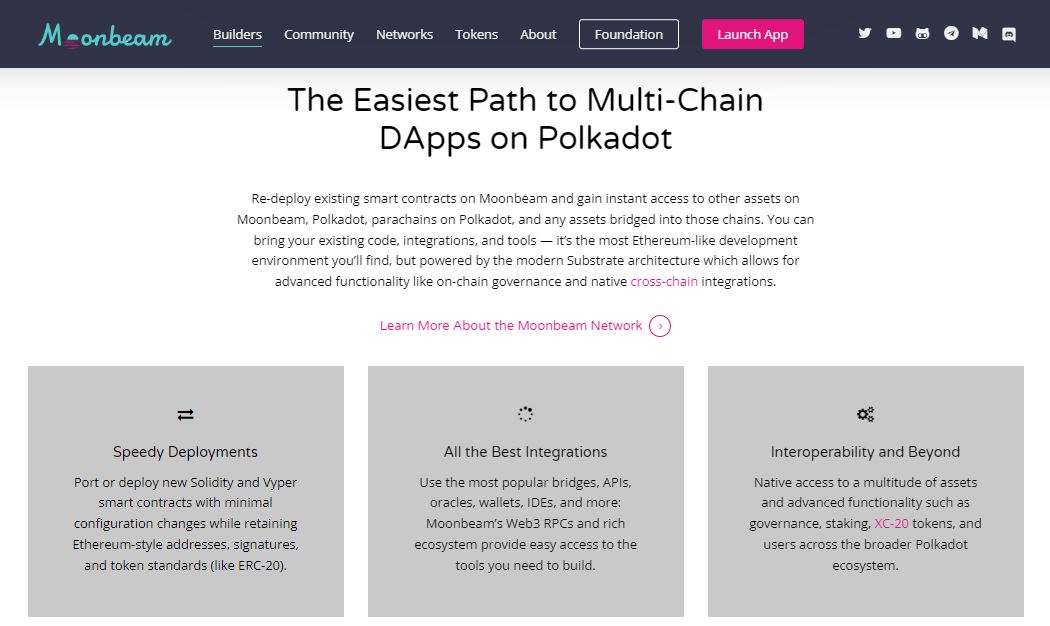 Moonbeam
Builders Community Networks Tokens About Foundation Launch App
The Easiest Path to Multi-Chain
DApps on Polkadot
Re-deploy existing smart contracts on Moonbeam and gain instant access to other assets on
Moonbeam, Polkadot, parachains on Polkadot, and any assets bridged into those chains. You can
bring your existing code, integrations, and tools — it’s the most Ethereum-like development
environment you’ll find, but powered by the modern Substrate architecture which allows for
advanced functionality like on-chain governance and native cross-chain integrations.
Learn More About the Moonbeam Network
Speedy Deployments
Port or deploy new Solidity and Vyper
smart contracts with minimal
configuration changes while retaining
Ethereum-style addresses, signatures,
and token standards (like ERC-20).
All the Best Integrations
Use the most popular bridges, APIs,
oracles, wallets, IDEs, and more:
Moonbeam’s Web3 RPCs and rich
ecosystem provide easy access to the
tools you need to build.
Interoperability and Beyond
Native access to a multitude of assets
and advanced functionality such as
governance, staking, XC-20 tokens, and
users across the broader Polkadot
ecosystem.